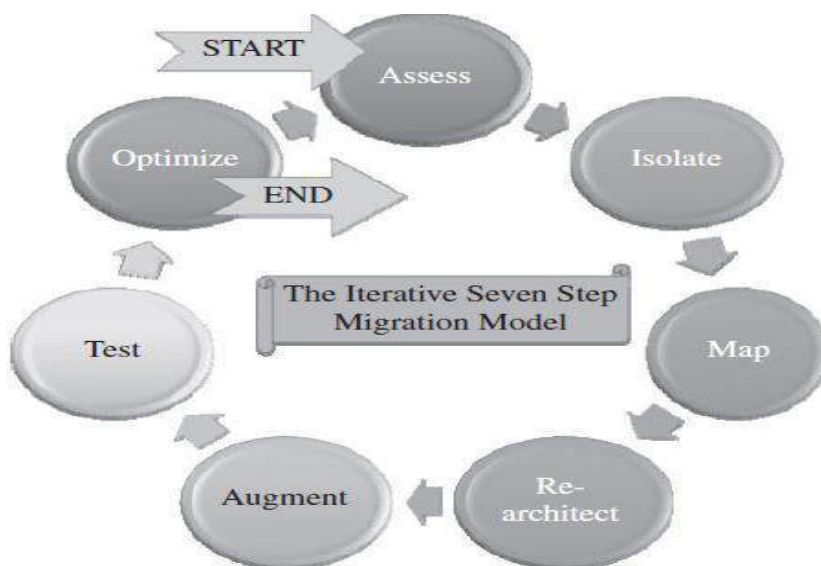 START
Assess
Isolate
Map
Re-
architect
Augment
Test
Optimize
END
The Iterative Seven Step
Migration Model